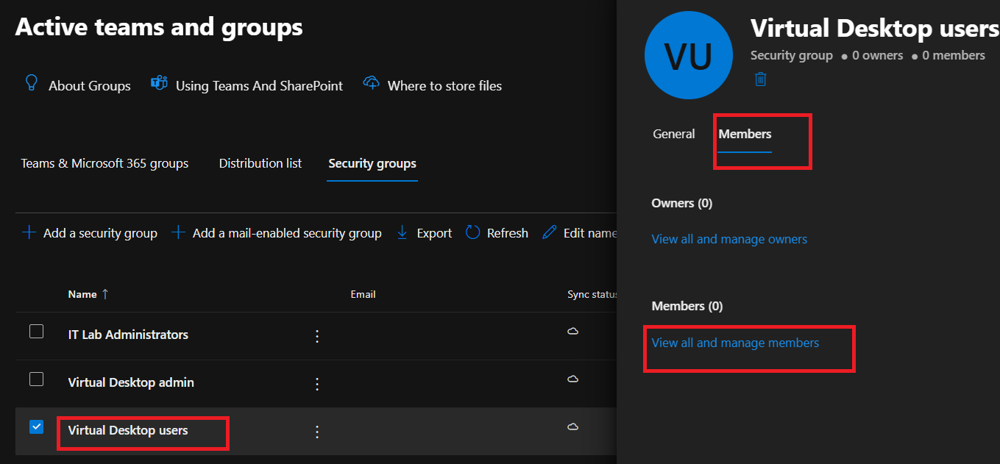 Active teams and groups
About Groups Using Teams And SharePoint Where to store files
Teams & Microsoft 365 groups Distribution list Security groups
Add a security group Add a mail-enabled security group Export Refresh Edit name
Name ↑ Email Sync status
IT Lab Administrators
Virtual Desktop admin
Virtual Desktop users
VU
Virtual Desktop users
Security group ● 0 owners ● 0 members
General Members
Owners (0)
View all and manage owners
Members (0)
View all and manage members